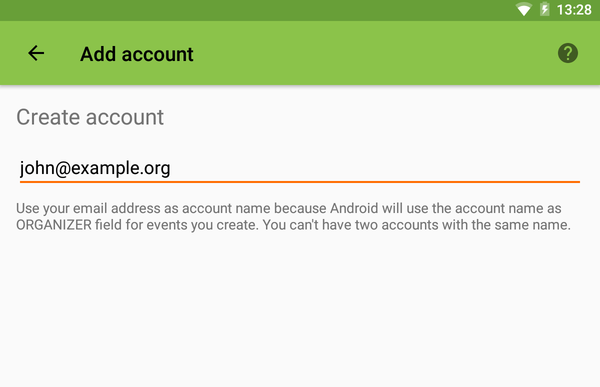 13:28
Add account
Create account
john@example.org
Use your email address as account name because Android will use the account name as
ORGANIZER field for events you create. You can't have two accounts with the same name.